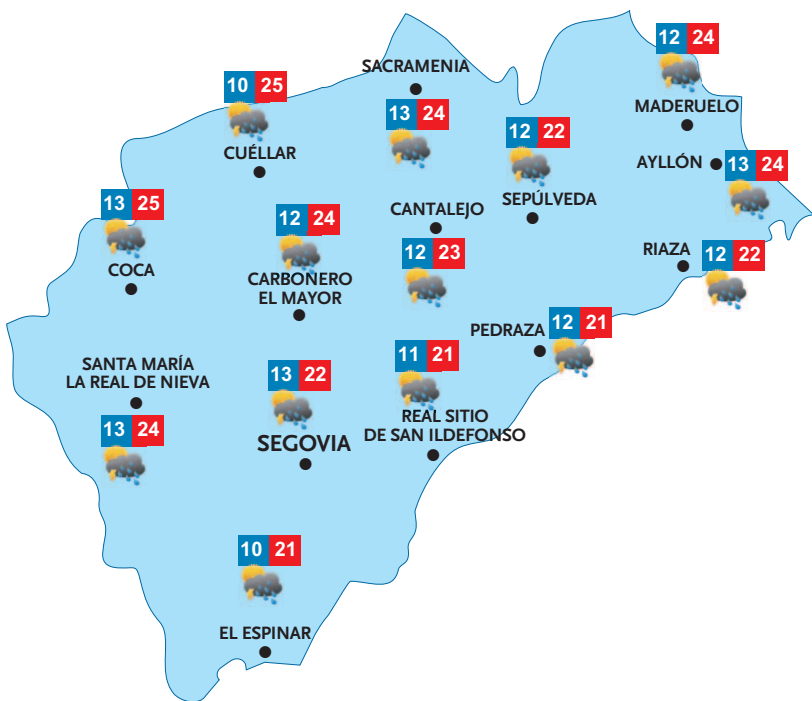 12 24
MADERUELO
SACRAMENIA
13 24
10 25
CUÉLLAR
12 22
SEPÚLVEDA
AYLLÓN
13 24
13 25
COCA
12 24
CARBONERO
EL MAYOR
CANTALEJO
12 23
RIAZA
12 22
PEDRAZA
12 21
SANTA MARÍA
LA REAL DE NIEVA
13 24
13 22
SEGOVIA
11 21
REAL SITIO
DE SAN ILDEFONSO
10 21
EL ESPINAR